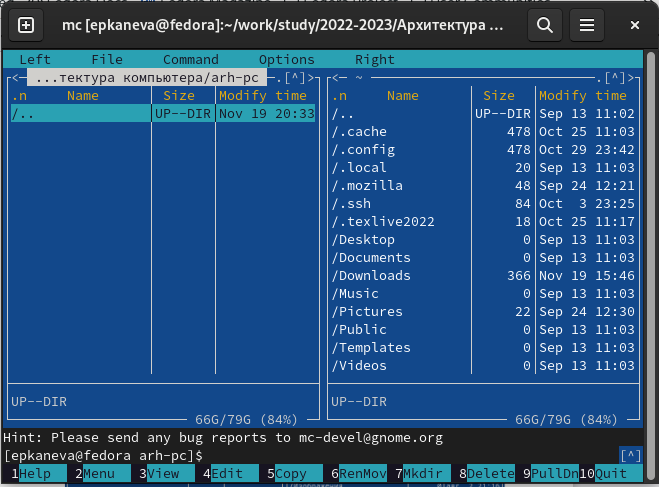 mc [epkaneva@fedora]:~/work/study/2022-2023/Архитектура ...
Left File Command Options Right
<─ ...тектура компьютера/arh-pc ─.[^]>
.n Name Size Modify time
/.. UP--DIR Nov 19 20:33
UP--DIR
66G/79G (84%)
<─ ~ ─.[^]>
.n Name Size Modify time
/.. UP--DIR Sep 13 11:02
/.cache 478 Oct 25 11:03
/.config 478 Oct 29 23:42
/.local 20 Sep 13 11:03
/.mozilla 48 Sep 24 12:21
/.ssh 84 Oct 3 23:25
/.texlive2022 18 Oct 25 11:17
/Desktop 0 Sep 13 11:03
/Documents 0 Sep 13 11:03
/Downloads 366 Nov 19 15:46
/Music 0 Sep 13 11:03
/Pictures 22 Sep 24 12:30
/Public 0 Sep 13 11:03
/Templates 0 Sep 13 11:03
/Videos 0 Sep 13 11:03
UP--DIR
66G/79G (84%)
Hint: Please send any bug reports to mc-devel@gnome.org
[epkaneva@fedora arh-pc]$ [^]
1Help 2Menu 3View 4Edit 5Copy 6RenMov 7Mkdir 8Delete 9PullDn 10Quit